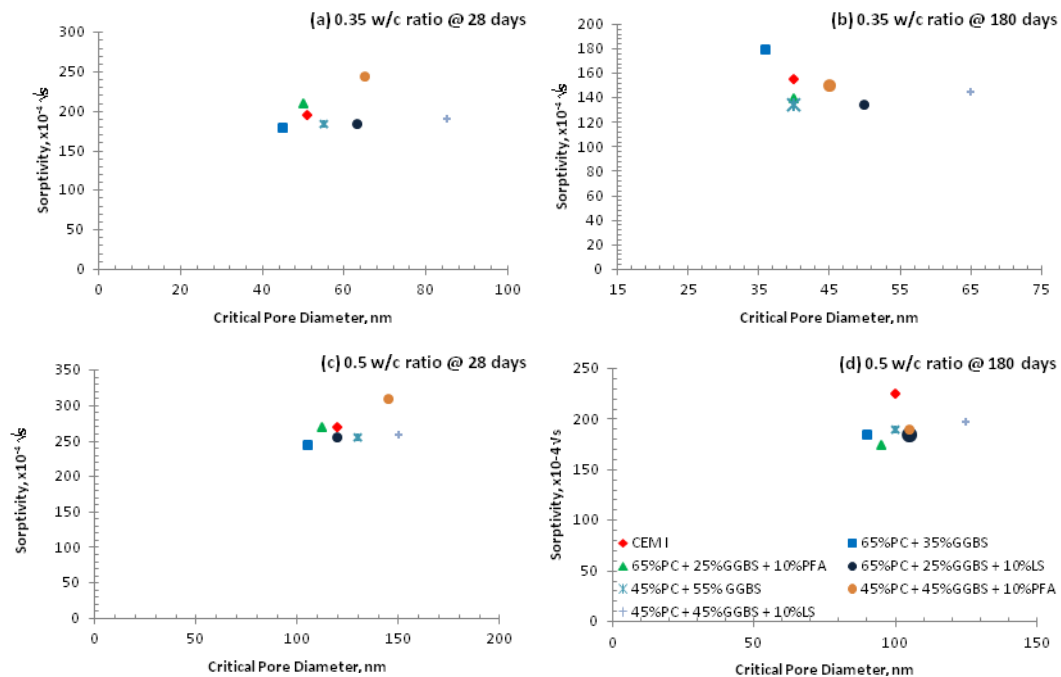 (a) 0.35 w/c ratio @ 28 days
300
250
200
150
100
50
0
0 20 40 60 80 100
Sorptivity, x10⁻⁴ √s
Critical Pore Diameter, nm
(b) 0.35 w/c ratio @ 180 days
200
180
160
140
120
100
80
60
40
20
0
15 25 35 45 55 65 75
Sorptivity, x10⁻⁴ √s
Critical Pore Diameter, nm
(c) 0.5 w/c ratio @ 28 days
350
300
250
200
150
100
50
0
0 50 100 150 200
Sorptivity, x10⁻⁴ √s
Critical Pore Diameter, nm
(d) 0.5 w/c ratio @ 180 days
250
200
150
100
50
0
0 50 100 150
Sorptivity, x10-4 √s
Critical Pore Diameter, nm
CEM I
65%PC + 35%GGBS
65%PC + 25%GGBS + 10%PFA
65%PC + 25%GGBS + 10%LS
45%PC + 55% GGBS
45%PC + 45%GGBS + 10%PFA
45%PC + 45%GGBS + 10%LS